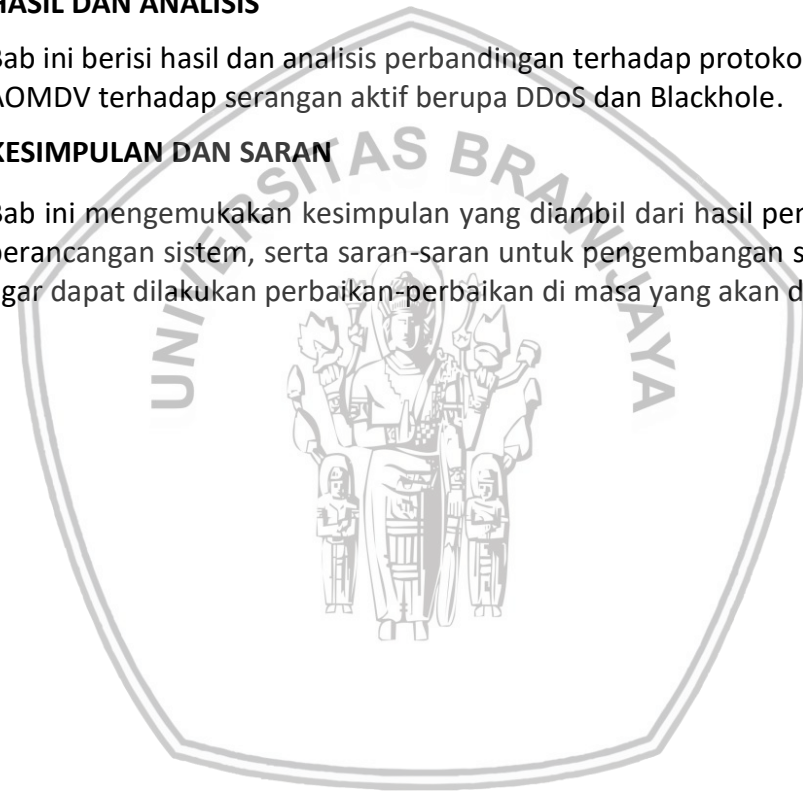 HASIL DAN ANALISIS
Bab ini berisi hasil dan analisis perbandingan terhadap
AOMDV terhadap serangan aktif berupa DDoS dan Blackhole.
KESIMPULAN DAN SARAN
Bab ini mengemukakan kesimpulan yang diambil dari hasil
perancangan sistem, serta saran-saran untuk pengembangan
agar dapat dilakukan perbaikan-perbaikan di masa yang akan
UNIVERSITAS BRAWIJAYA